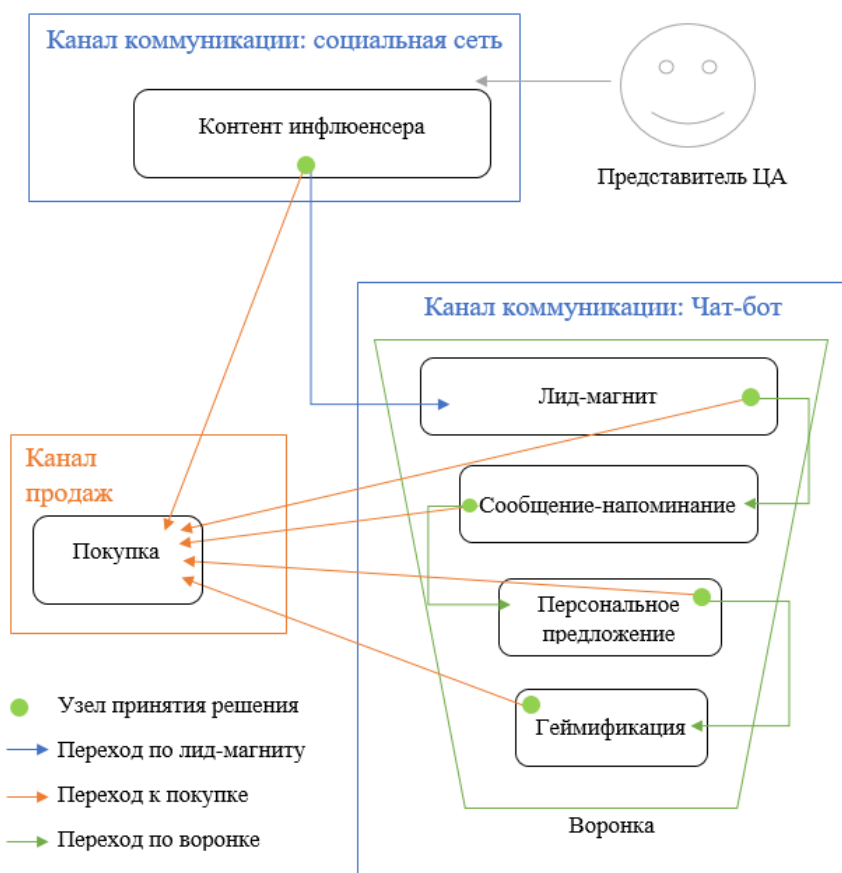 Канал коммуникации: социальная сеть
Контент инфлюенсера
Представитель ЦА
Канал коммуникации: Чат-бот
Лид-магнит
Сообщение-напоминание
Персональное
предложение
Геймификация
Воронка
Канал
продаж
Покупка
Узел принятия решения
Переход по лид-магниту
Переход к покупке
Переход по воронке